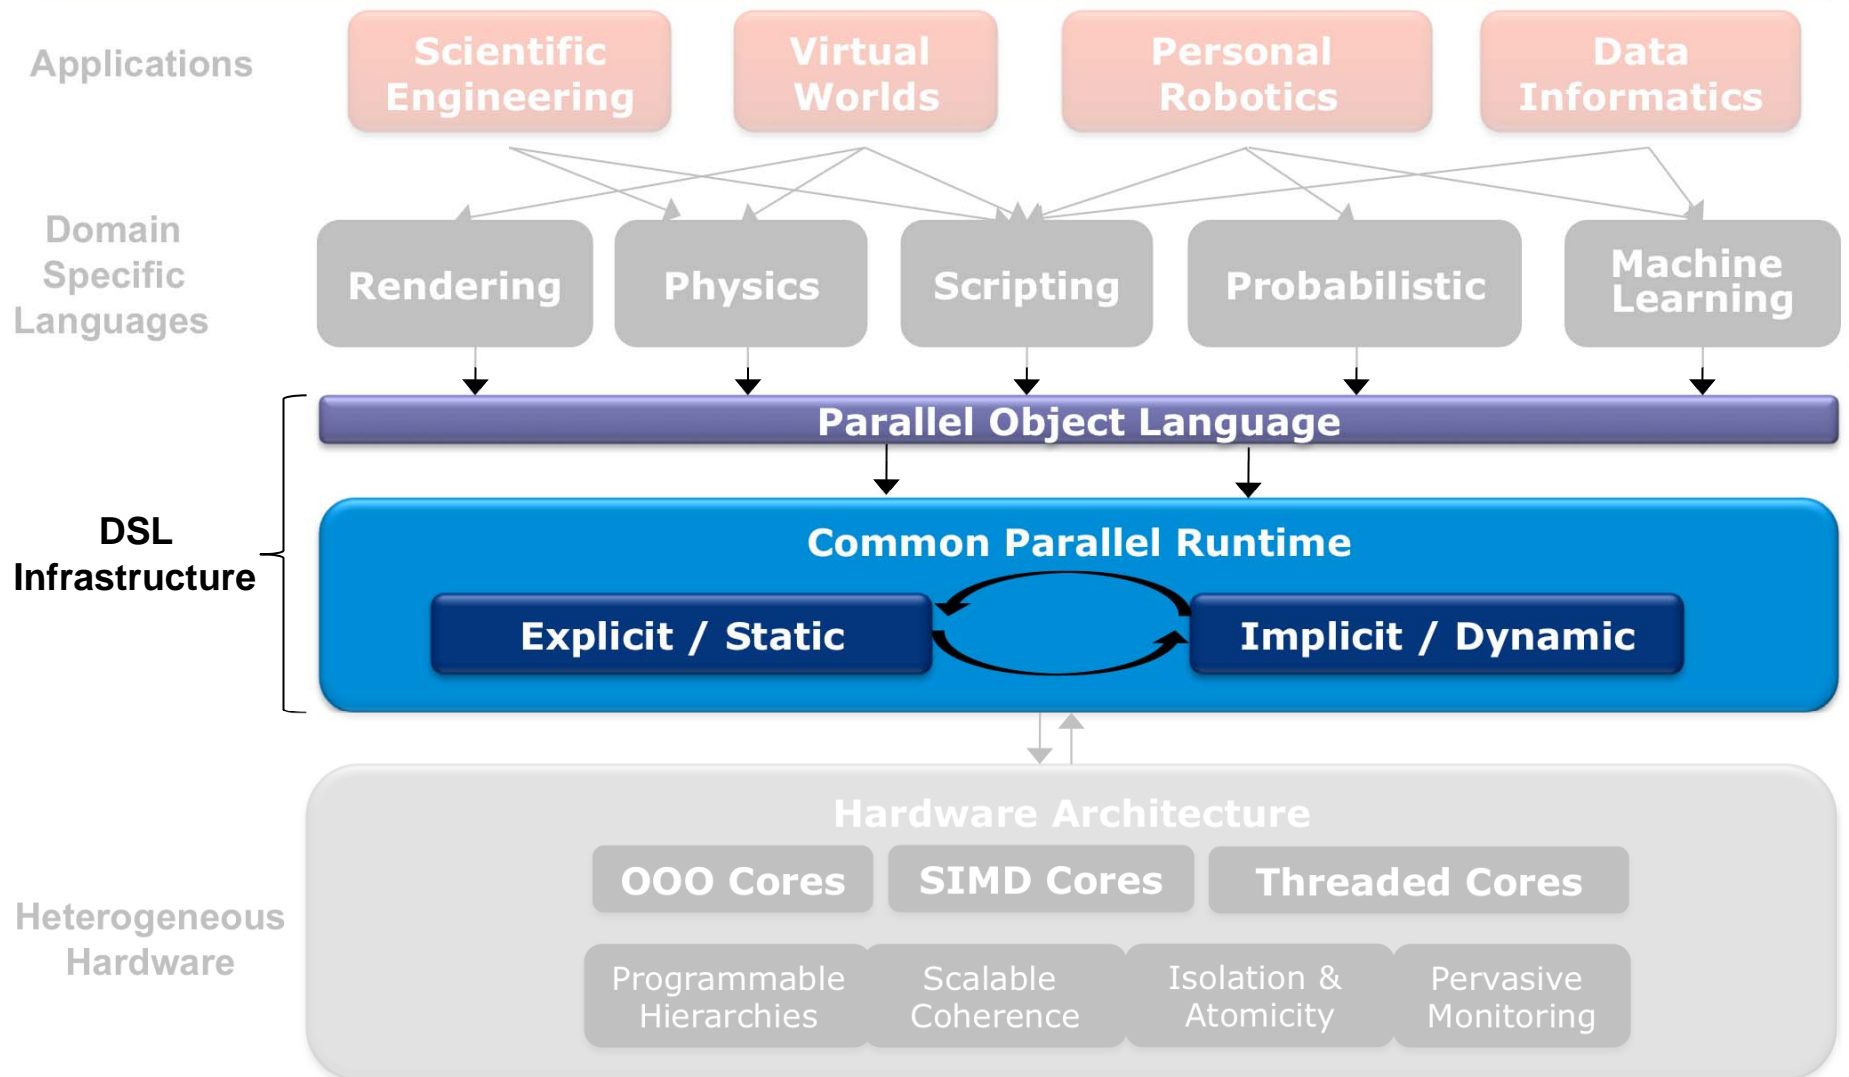 Applications
Scientific
Engineering
Virtual
Worlds
Personal
Robotics
Data
Informatics
Domain
Specific
Languages
Rendering
Physics
Scripting
Probabilistic
Machine
Learning
Parallel Object Language
DSL
Infrastructure
Common Parallel Runtime
Explicit / Static
Implicit / Dynamic
Heterogeneous
Hardware
Hardware Architecture
OOO Cores
SIMD Cores
Threaded Cores
Programmable
Hierarchies
Scalable
Coherence
Isolation &
Atomicity
Pervasive
Monitoring